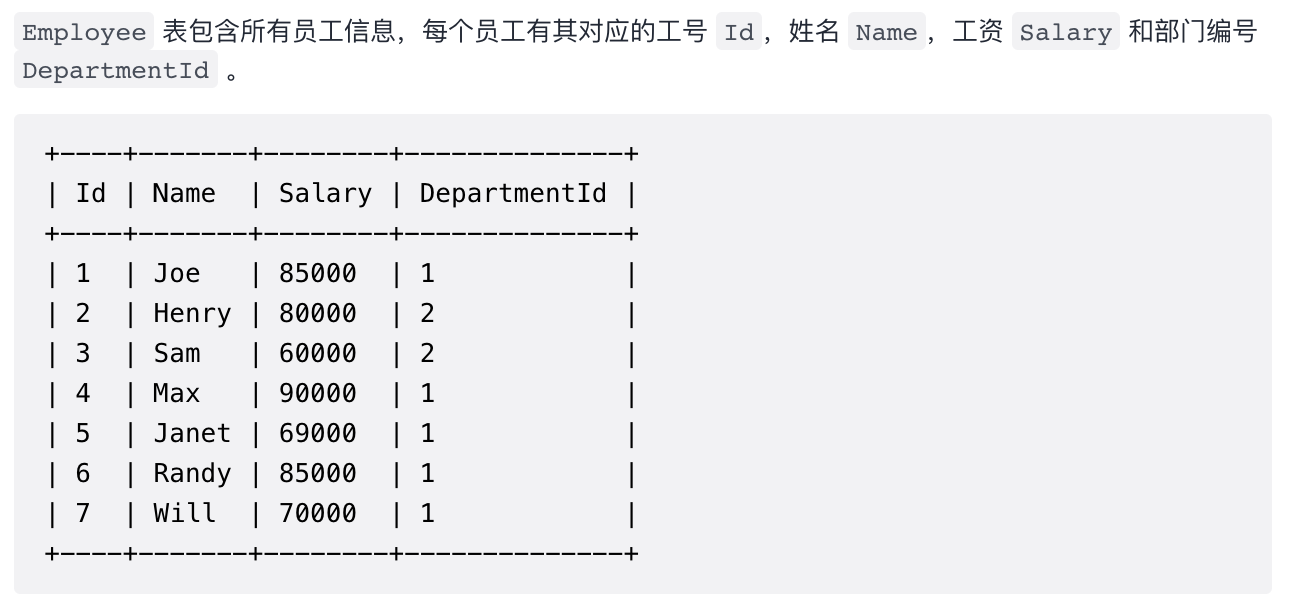 Employee 表包含所有员工信息，每个员工有其对应的工号 Id，姓名 Name，工资 Salary 和部门编号
DepartmentId 。
+----+-------+--------+--------------+
| Id | Name  | Salary | DepartmentId |
+----+-------+--------+--------------+
| 1  | Joe   | 85000  | 1            |
| 2  | Henry | 80000  | 2            |
| 3  | Sam   | 60000  | 2            |
| 4  | Max   | 90000  | 1            |
| 5  | Janet | 69000  | 1            |
| 6  | Randy | 85000  | 1            |
| 7  | Will  | 70000  | 1            |
+----+-------+--------+--------------+